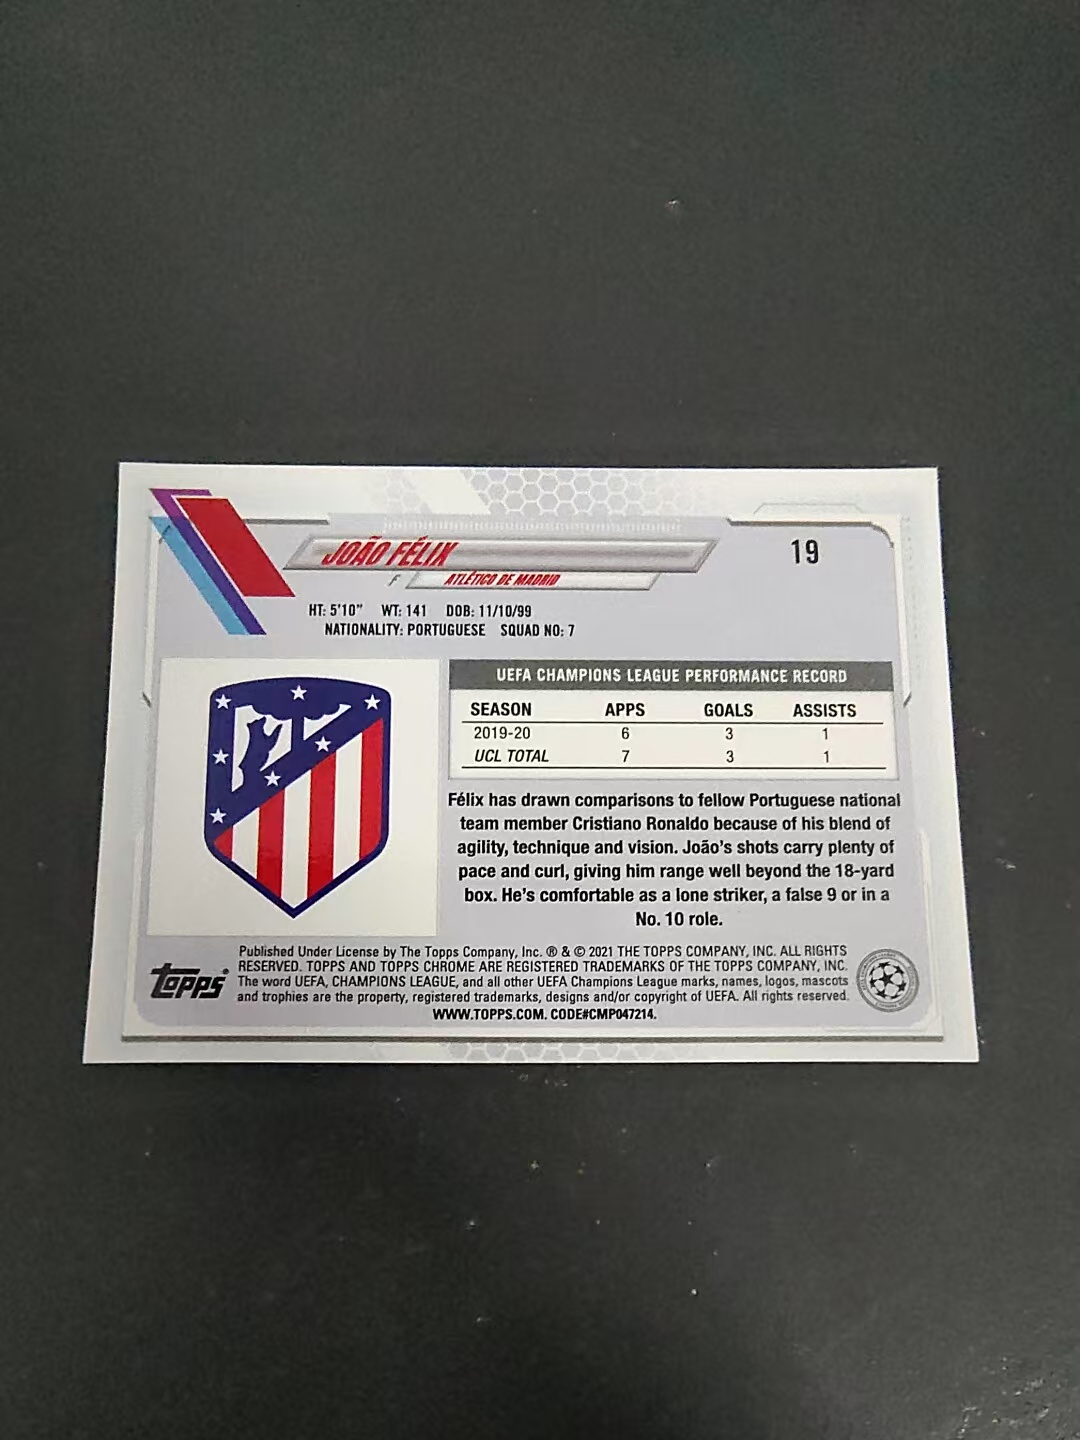 JOÃO FÉLIX
19
F ATLÉTICO DE MADRID
HT: 5'10" WT: 141 DOB: 11/10/99
NATIONALITY: PORTUGUESE SQUAD NO: 7
UEFA CHAMPIONS LEAGUE PERFORMANCE RECORD
SEASON APPS GOALS ASSISTS
2019-20 6 3 1
UCL TOTAL 7 3 1
Félix has drawn comparisons to fellow Portuguese national
team member Cristiano Ronaldo because of his blend of
agility, technique and vision. João's shots carry plenty of
pace and curl, giving him range well beyond the 18-yard
box. He's comfortable as a lone striker, a false 9 or in a
No. 10 role.
Published Under License by The Topps Company, Inc. ® & © 2021 THE TOPPS COMPANY, INC. ALL RIGHTS
RESERVED. TOPPS AND TOPPS CHROME ARE REGISTERED TRADEMARKS OF THE TOPPS COMPANY, INC.
The word UEFA, CHAMPIONS LEAGUE, and all other UEFA Champions League marks, names, logos, mascots
and trophies are the property, registered trademarks, designs and/or copyright of UEFA. All rights reserved.
WWW.TOPPS.COM. CODE#CMP047214.
Topps®